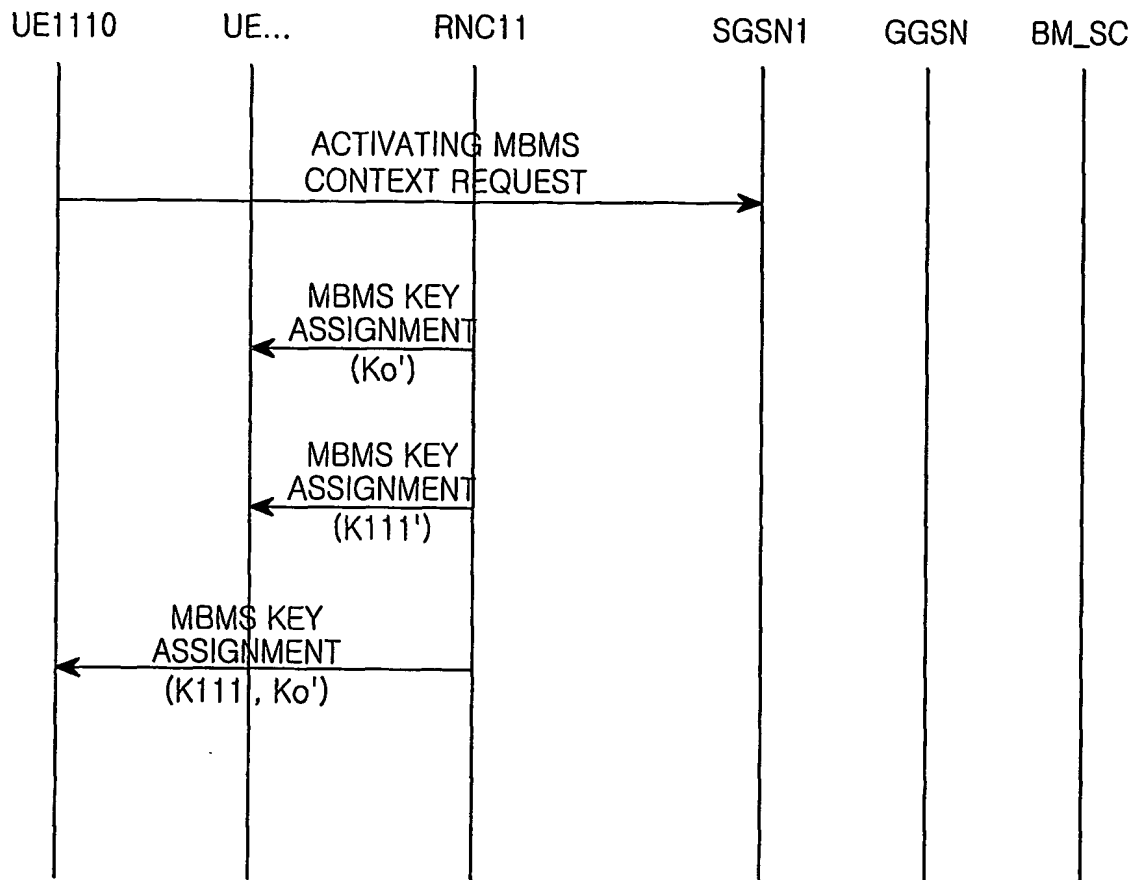 UE1110 UE... RNC11 SGSN1 GGSN BM_SC
ACTIVATING MBMS
CONTEXT REQUEST
MBMS KEY
ASSIGNMENT
(Ko')
MBMS KEY
ASSIGNMENT
(K111')
MBMS KEY
ASSIGNMENT
(K111', Ko')